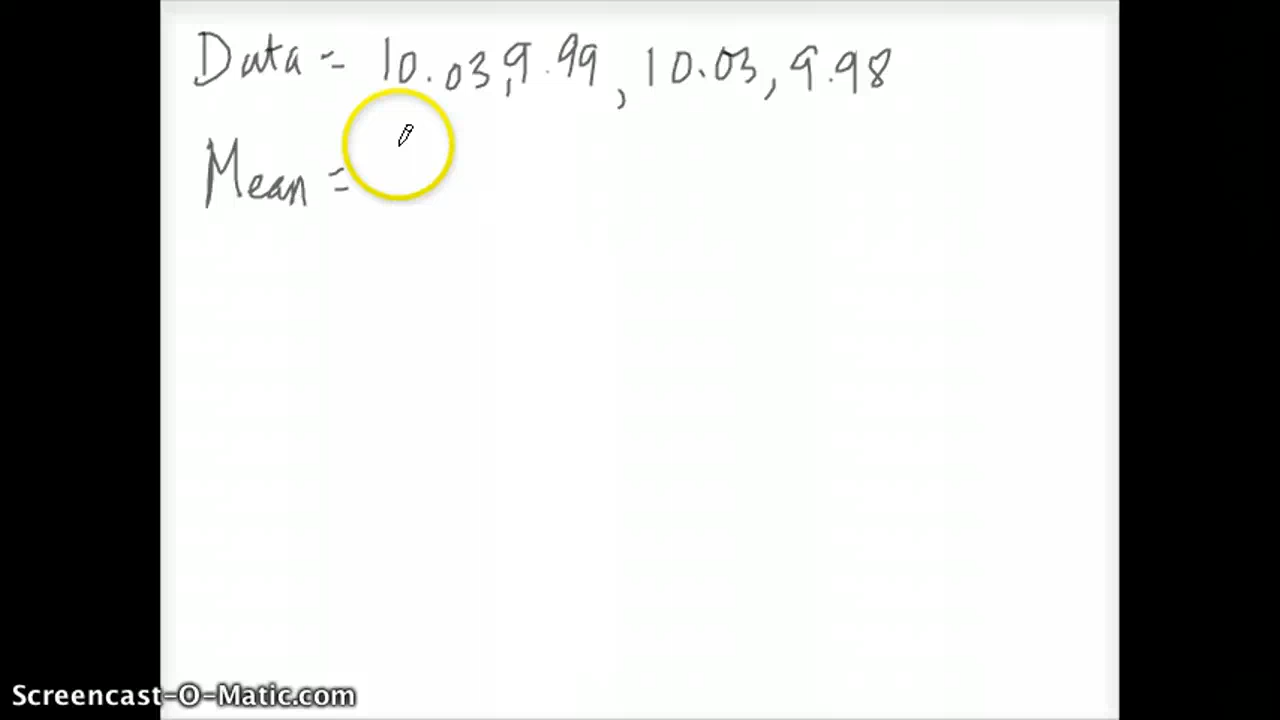 Data = 10.03, 9.99, 10.03, 9.98
Mean =
Screencast-O-Matic.com